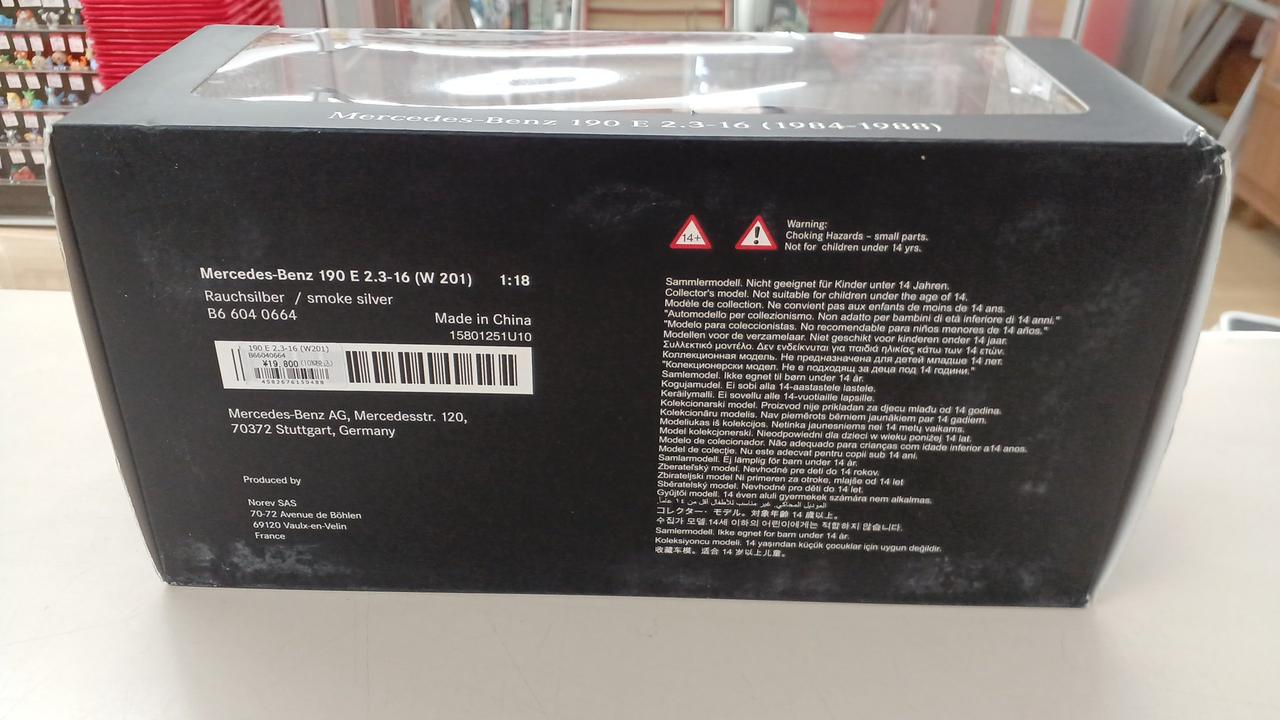 Mercedes-Benz 190 E 2.3-16 (1984-1988)
14+
Warning:
Choking Hazards – small parts.
Not for children under 14 yrs.
Mercedes-Benz 190 E 2.3-16 (W 201) 1:18
Rauchsilber / smoke silver
B6 604 0664
Made in China
15801251U10
190 E 2.3-16 (W201)
B66040664
¥19,800
4582676150488
Mercedes-Benz AG, Mercedesstr. 120,
70372 Stuttgart, Germany
Produced by
Norev SAS
70-72 Avenue de Böhlen
69120 Vaulx-en-Velin
France
Sammlermodell. Nicht geeignet für Kinder unter 14 Jahren.
Collector's model. Not suitable for children under the age of 14.
Modèle de collection. Ne convient pas aux enfants de moins de 14 ans.
"Automodello per collezionismo. Non adatto per bambini di età inferiore di 14 anni."
"Modelo para coleccionistas. No recomendable para niños menores de 14 años."
Modellen voor de verzamelaar. Niet geschikt voor kinderen onder 14 jaar.
Συλλεκτικό μοντέλο. Δεν ενδείκνυται για παιδιά ηλικίας κάτω των 14 ετών.
Коллекционная модель. Не предназначена для детей младше 14 лет.
"Колекционерски модел. Не е подходящ за деца под 14 години."
Samlemodel. Ikke egnet til børn under 14 år.
Kogujamudel. Ei sobi alla 14-aastastele lastele.
Keräilymalli. Ei sovellu alle 14-vuotiaille lapsille.
Kolekcionarski model. Proizvod nije prikladan za djecu mlađu od 14 godina.
Kolekcionāru modelis. Nav piemērots bērniem jaunākiem par 14 gadiem.
Modeliukas iš kolekcijos. Netinka jaunesniems nei 14 metų vaikams.
Model kolekcjonerski. Nieodpowiedni dla dzieci w wieku poniżej 14 lat.
Modelo de colecionador. Não adequado para crianças com idade inferior a14 anos.
Model de colecție. Nu este adecvat pentru copii sub 14 ani.
Samlarmodell. Ej lämplig för barn under 14 år.
Zberateľský model. Nevhodné pre deti do 14 rokov.
Zbirateljski model Ni primeren za otroke, mlajše od 14 let
Sběratelský model. Nevhodné pro děti do 14 let.
Gyűjtői modell. 14 éven aluli gyermekek számára nem alkalmas.
الموديل المحاكي. غير مناسب للأطفال أقل من ١٤ عاماً.
コレクター・モデル。対象年齢 14 歳以上。
수집가 모델.14세 이하의 어린이에게는 적합하지 않습니다.
Samlermodell. Ikke egnet for barn under 14 år.
Koleksiyoncu modeli. 14 yaşından küçük çocuklar için uygun değildir.
收藏车模。适合 14 岁以上儿童。